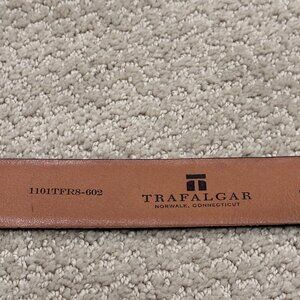 1101TFR8-602
TRAFALGAR
NORWALK, CONNECTICUT